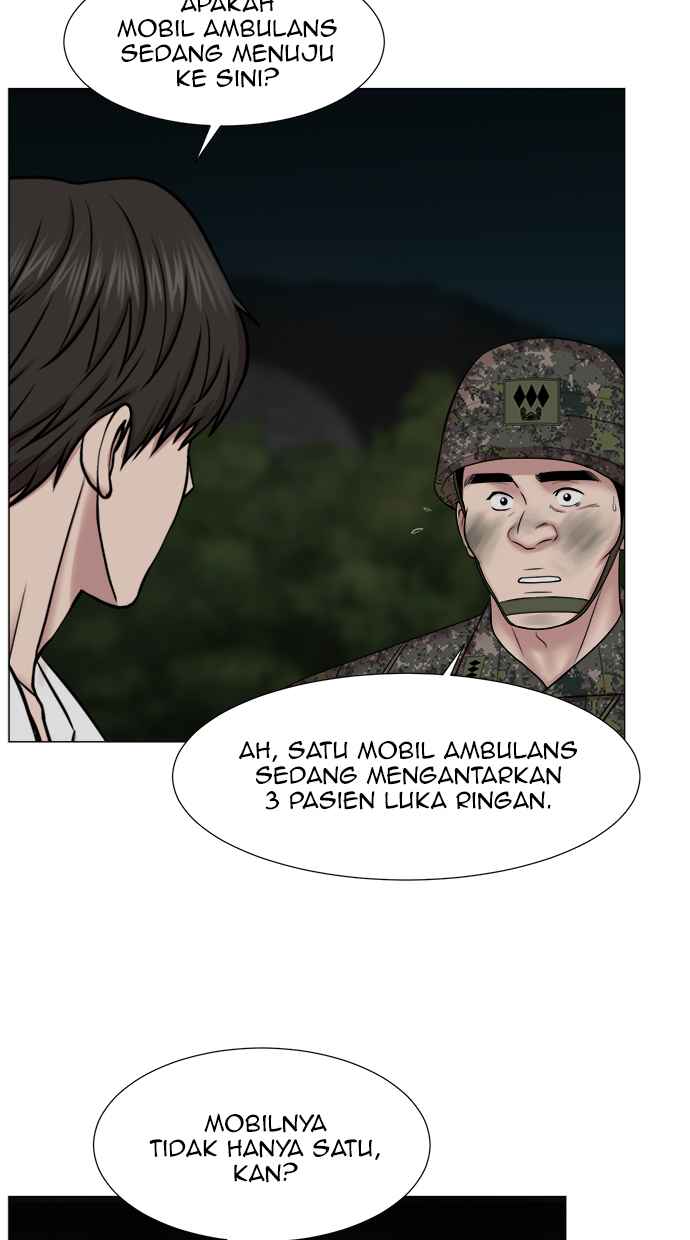 APAKAH
MOBIL AMBULANS
SEDANG MENUJU
KE SINI?
AH, SATU MOBIL AMBULANS
SEDANG MENGANTARKAN
3 PASIEN LUKA RINGAN.
MOBILNYA
TIDAK HANYA SATU,
KAN?